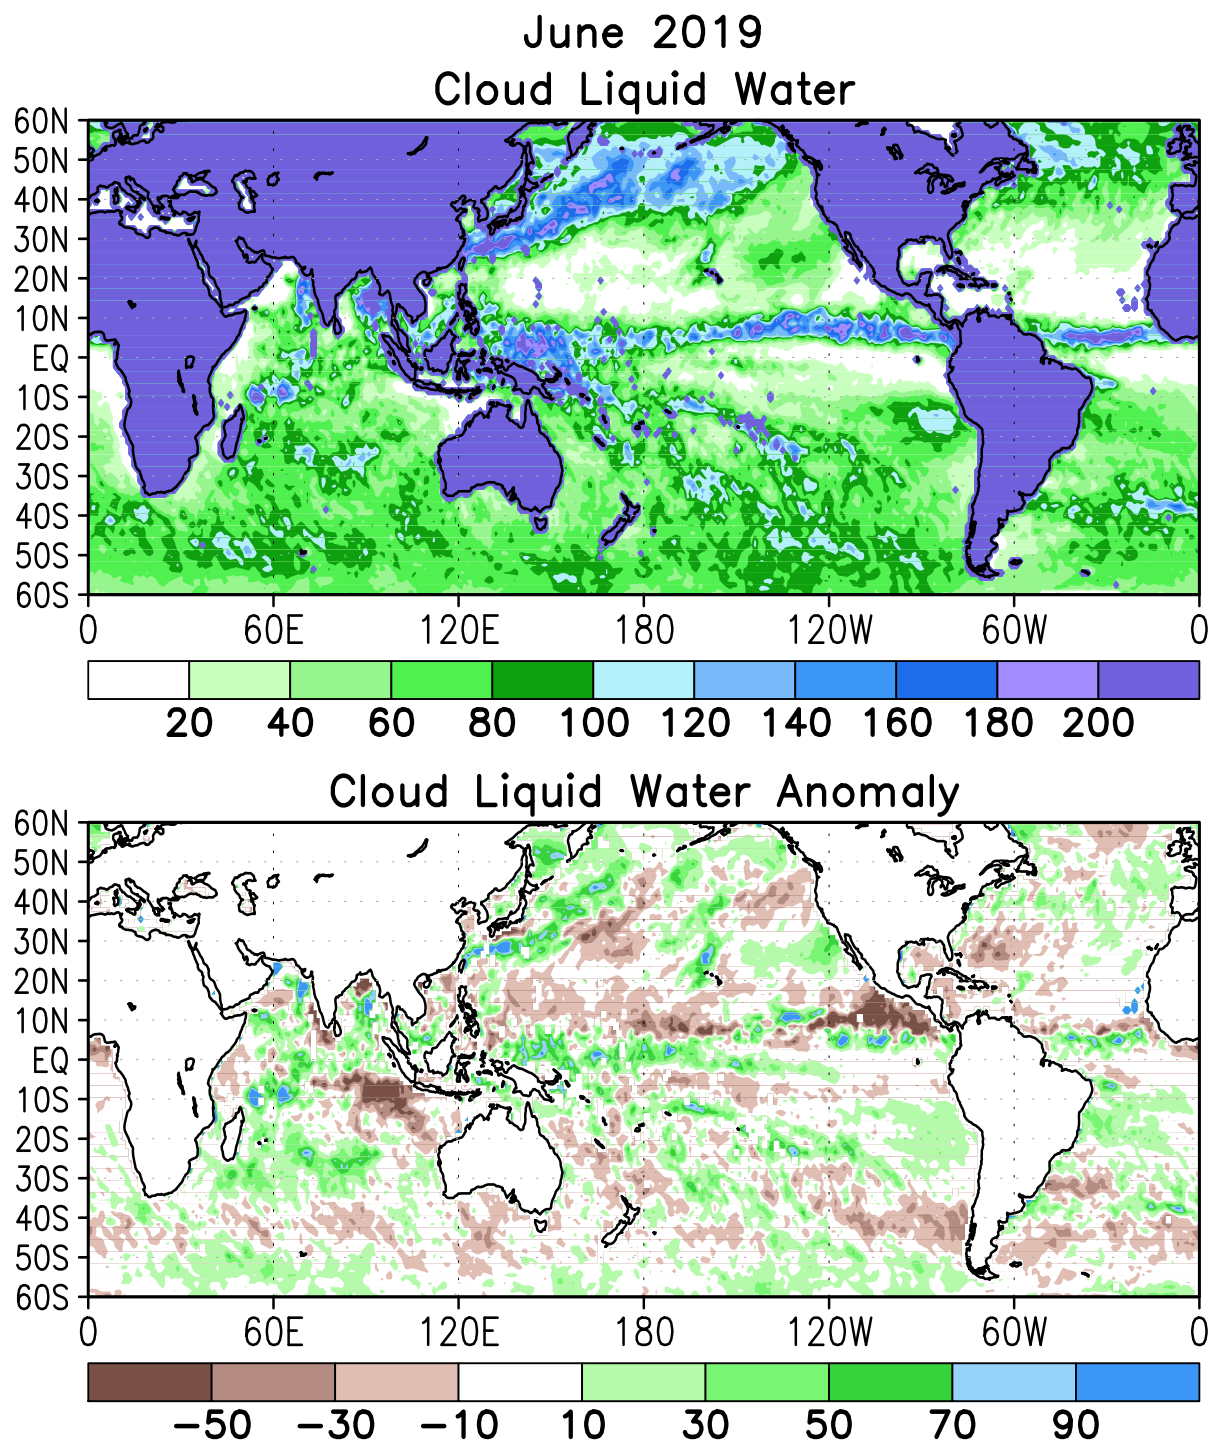 June 2019
Cloud Liquid Water
60N
50N
40N
30N
20N
10N
EQ
10S
20S
30S
40S
50S
60S
0 60E 120E 180 120W 60W 0
20 40 60 80 100 120 140 160 180 200
Cloud Liquid Water Anomaly
60N
50N
40N
30N
20N
10N
EQ
10S
20S
30S
40S
50S
60S
0 60E 120E 180 120W 60W 0
−50 −30 −10 10 30 50 70 90